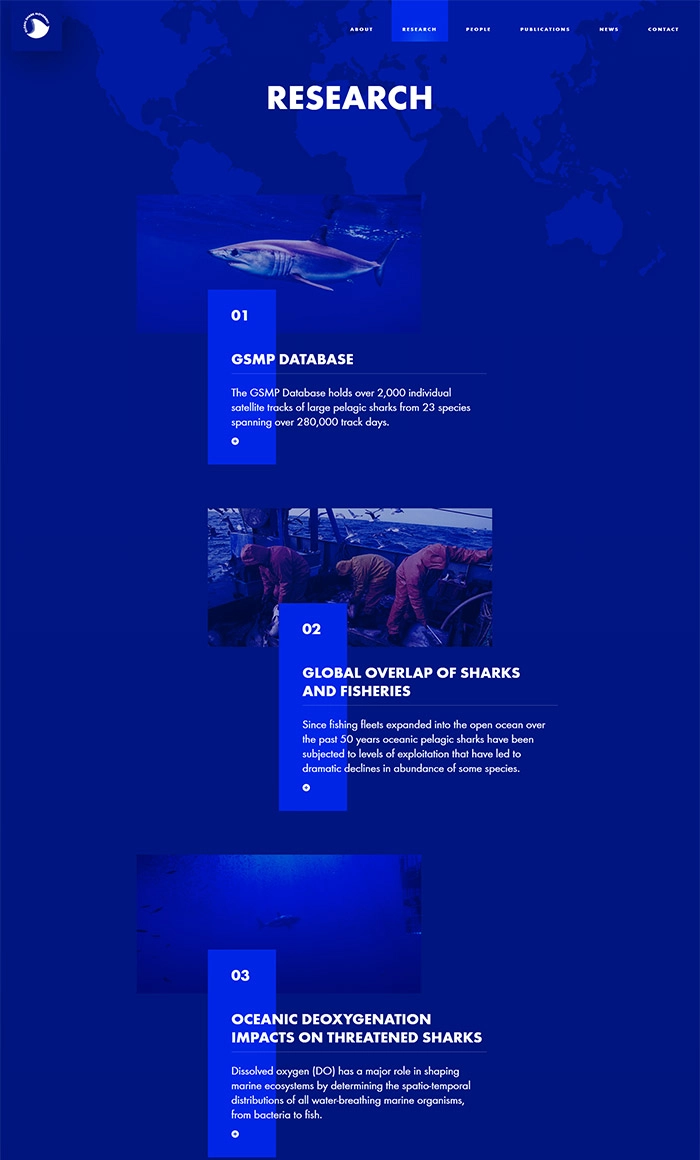 ABOUT
RESEARCH
PEOPLE
PUBLICATIONS
NEWS
CONTACT
RESEARCH
01
GSMP DATABASE
The GSMP Database holds over 2,000 individual
satellite tracks of large pelagic sharks from 23 species
spanning over 280,000 track days.
02
GLOBAL OVERLAP OF SHARKS
AND FISHERIES
Since fishing fleets expanded into the open ocean over
the past 50 years oceanic pelagic sharks have been
subjected to levels of exploitation that have led to
dramatic declines in abundance of some species.
03
OCEANIC DEOXYGENATION
IMPACTS ON THREATENED SHARKS
Dissolved oxygen (DO) has a major role in shaping
marine ecosystems by determining the spatio-temporal
distributions of all water-breathing marine organisms,
from bacteria to fish.